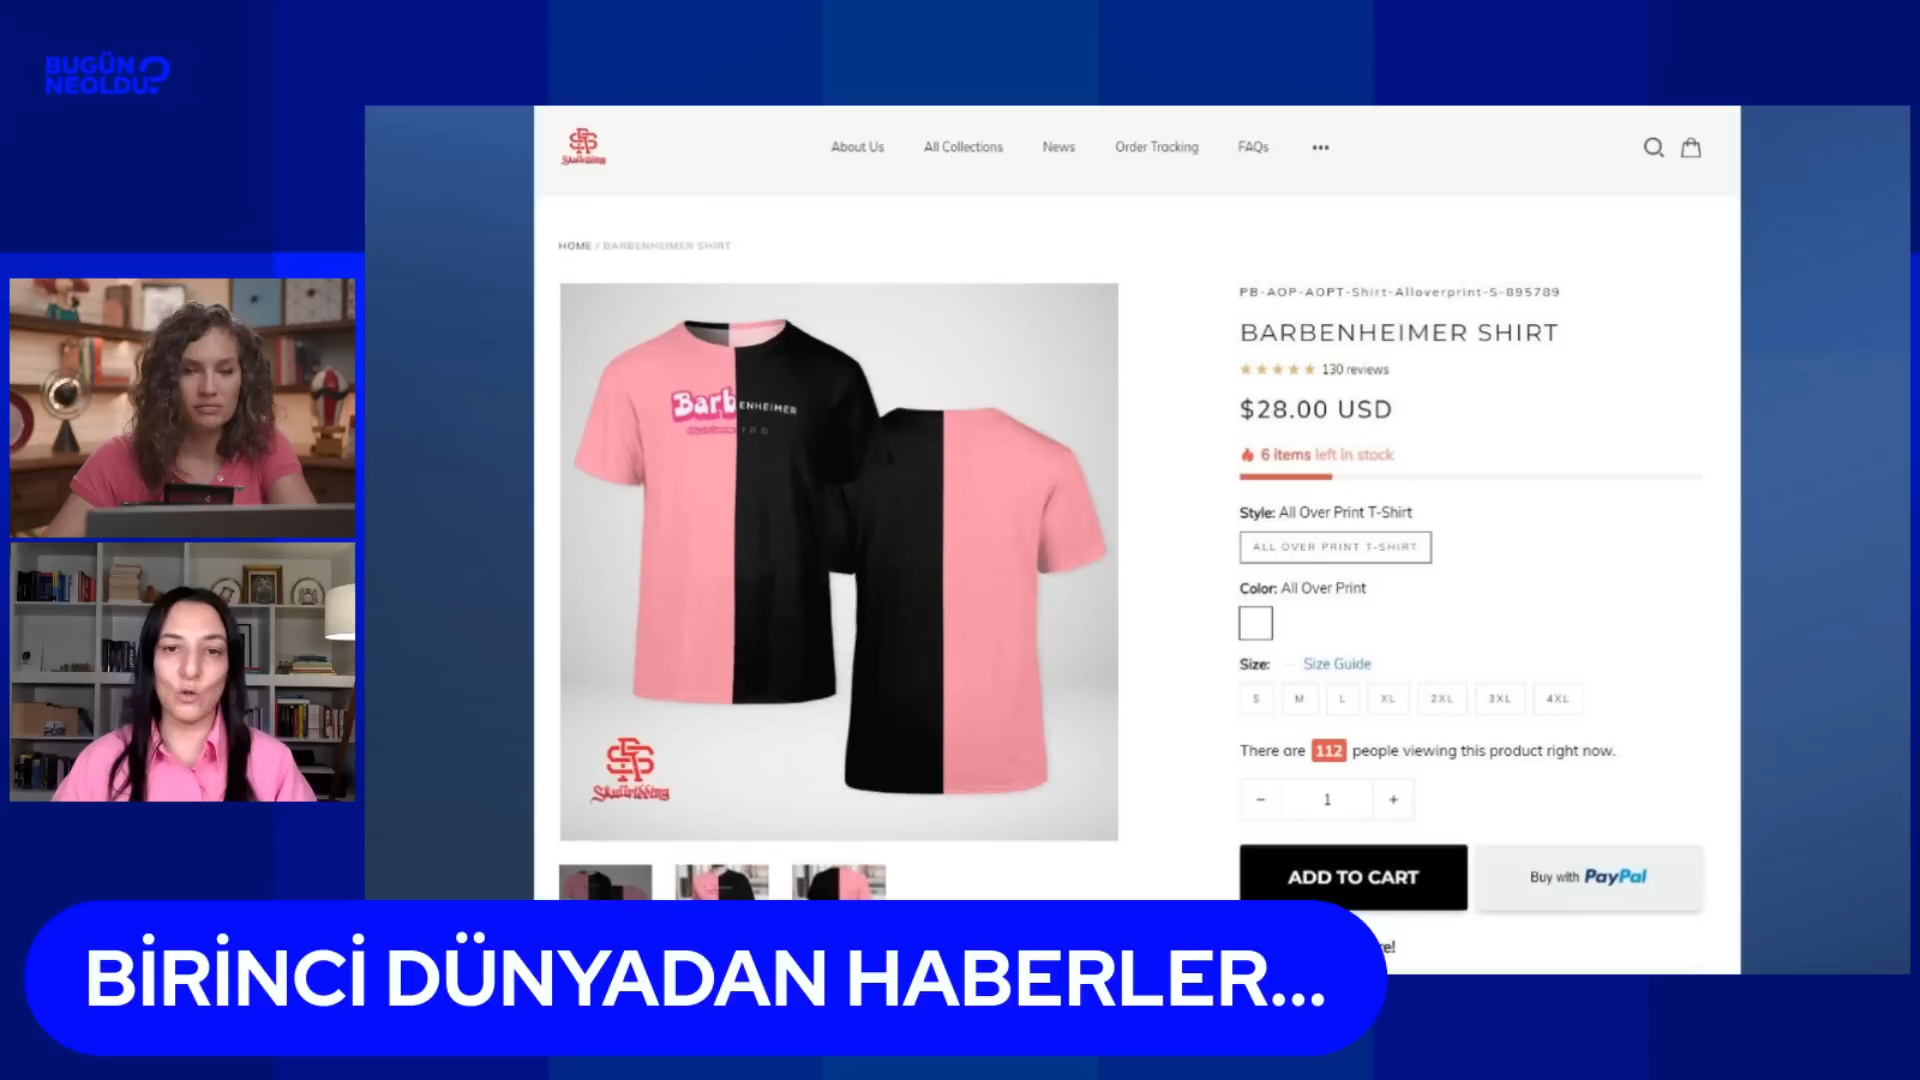 BUGÜN
NEOLDU?
Skullridding
About Us
All Collections
News
Order Tracking
FAQs
HOME / BARBENHEIMER SHIRT
PB-AOP-AOPT-Shirt-Alloverprint-S-895789
BARBENHEIMER SHIRT
130 reviews
$28.00 USD
6 items left in stock
Style: All Over Print T-Shirt
ALL OVER PRINT T-SHIRT
Color: All Over Print
Size:
Size Guide
S M L XL 2XL 3XL 4XL
There are 112 people viewing this product right now.
- 1 +
ADD TO CART
Buy with PayPal
Barb
ENHEIMER
Skullridding
BİRİNCİ DÜNYADAN HABERLER...